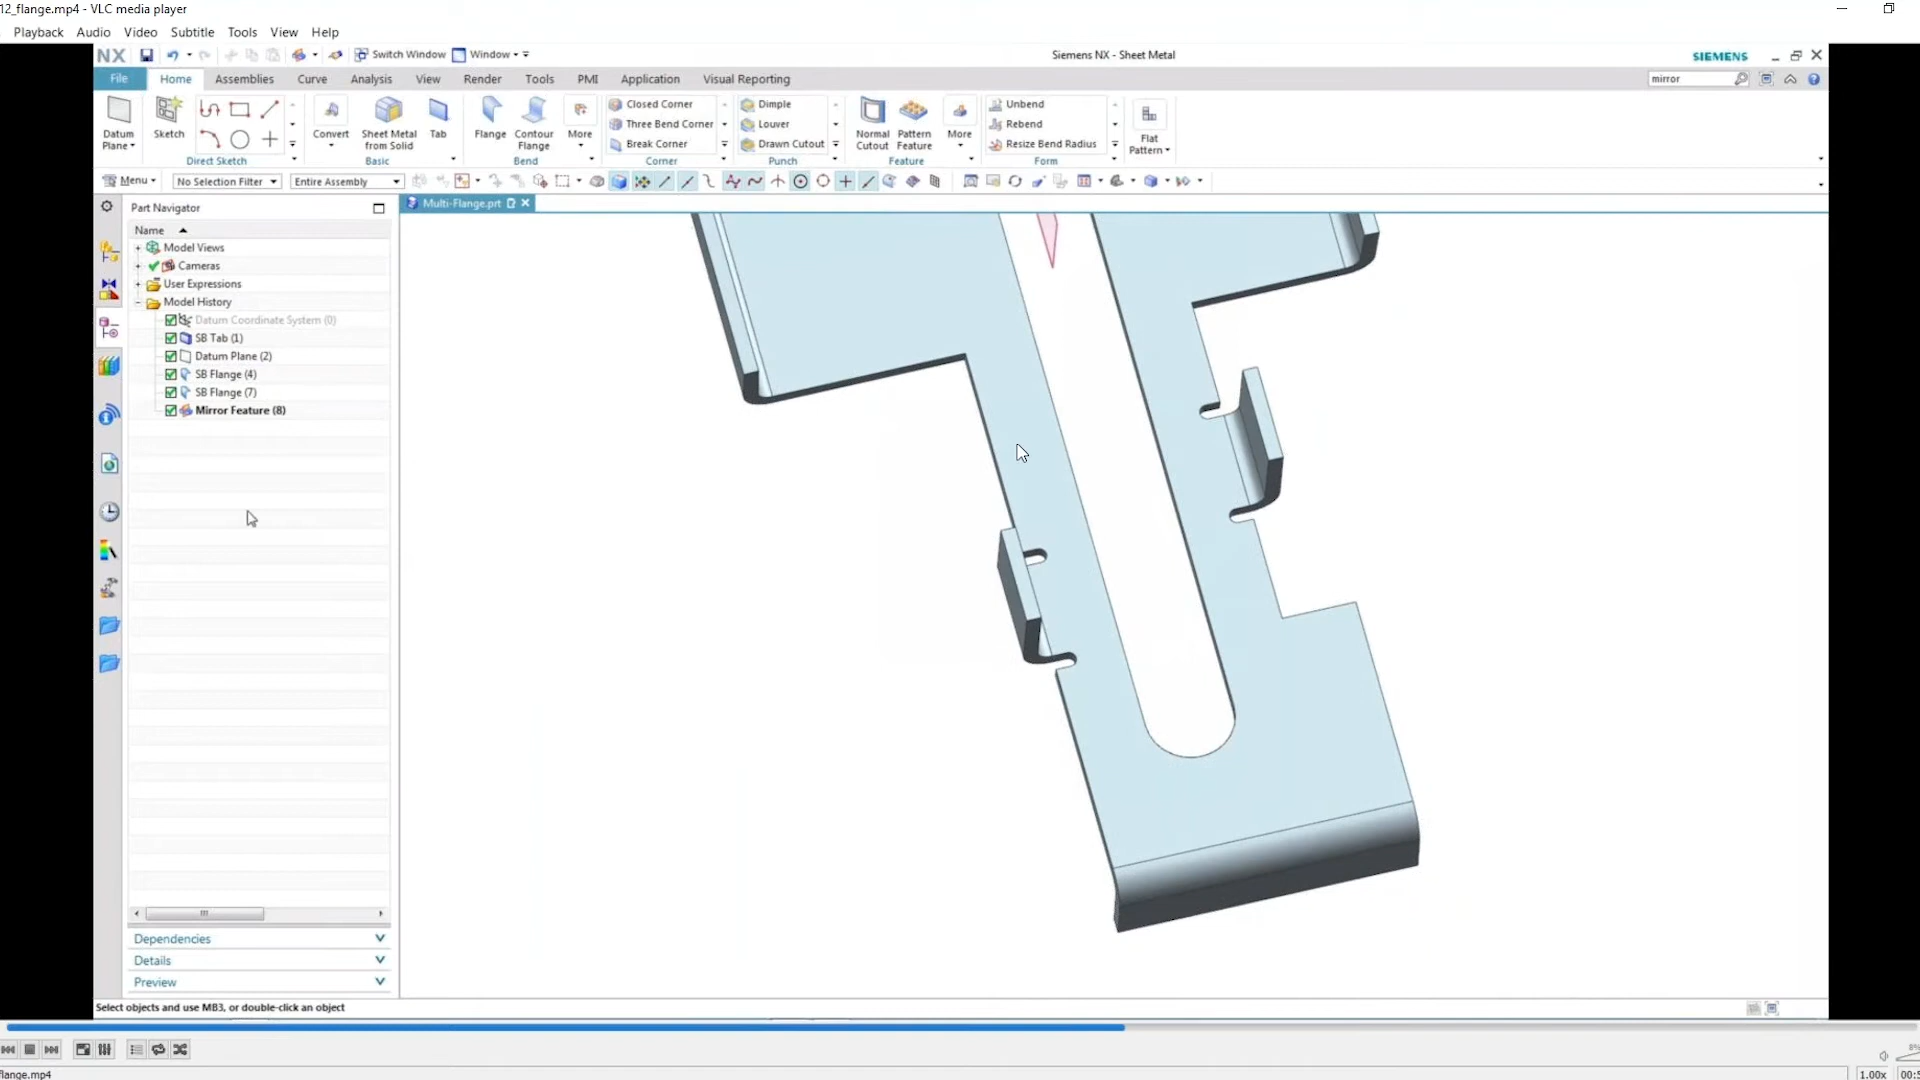 12_flange.mp4 - VLC media player
Playback Audio Video Subtitle Tools View Help
NX Switch Window Window Siemens NX - Sheet Metal SIEMENS
File Home Assemblies Curve Analysis View Render Tools PMI Application Visual Reporting mirror
Closed Corner Dimple Unbend
Three Bend Corner Louver Rebend
Break Corner Drawn Cutout Resize Bend Radius
Datum Sketch Convert Sheet Metal Tab Flange Contour More Normal Pattern More Flat
Plane from Solid Flange Cutout Feature Pattern
Direct Sketch Basic Bend Corner Punch Feature Form
Menu No Selection Filter Entire Assembly
Part Navigator Multi-Flange.prt
Name
Model Views
Cameras
User Expressions
Model History
Datum Coordinate System (0)
SB Tab (1)
Datum Plane (2)
SB Flange (4)
SB Flange (7)
Mirror Feature (8)
Dependencies
Details
Preview
Select objects and use MB3, or double-click an object
8%
flange.mp4 1.00x